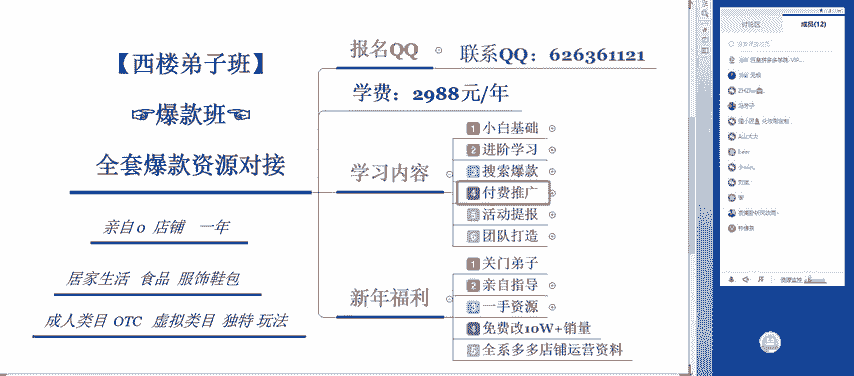 【西楼弟子班】
☞爆款班☜
全套爆款资源对接
亲自o 店铺 一年
居家生活 食品 服饰鞋包
成人类目 OTC 虚拟类目 独特玩法
报名QQ
联系QQ：626361121
学费：2988元/年
学习内容
1 小白基础
2 进阶学习
3 搜索爆款
4 付费推广
5 活动提报
6 团队打造
新年福利
1 关门弟子
2 亲自指导
3 一手资源
4 免费改10W+销量
5 全系多多店铺运营资料
讨论区
成员(12)